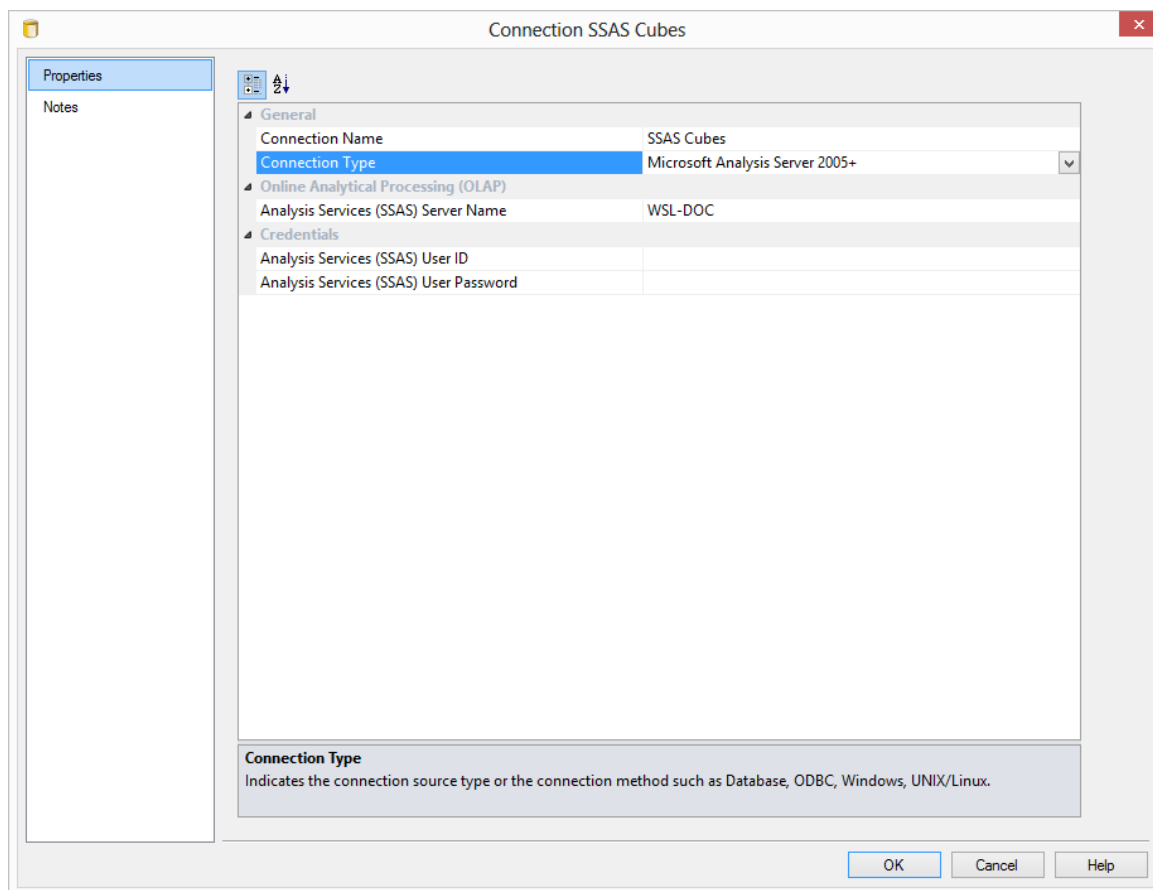 Connection SSAS Cubes
Properties
Notes
General
Connection Name SSAS Cubes
Connection Type Microsoft Analysis Server 2005+
Online Analytical Processing (OLAP)
Analysis Services (SSAS) Server Name WSL-DOC
Credentials
Analysis Services (SSAS) User ID
Analysis Services (SSAS) User Password
Connection Type
Indicates the connection source type or the connection method such as Database, ODBC, Windows, UNIX/Linux.
OK Cancel Help